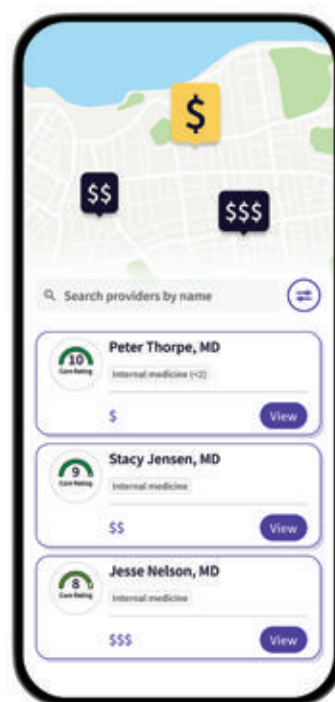 $
$$
$$$
Search providers by name
Peter Thorpe, MD
10
Care Rating
Internal medicine (+2)
$
View
Stacy Jensen, MD
9
Care Rating
Internal medicine
$$
View
Jesse Nelson, MD
8
Care Rating
Internal medicine
$$$
View